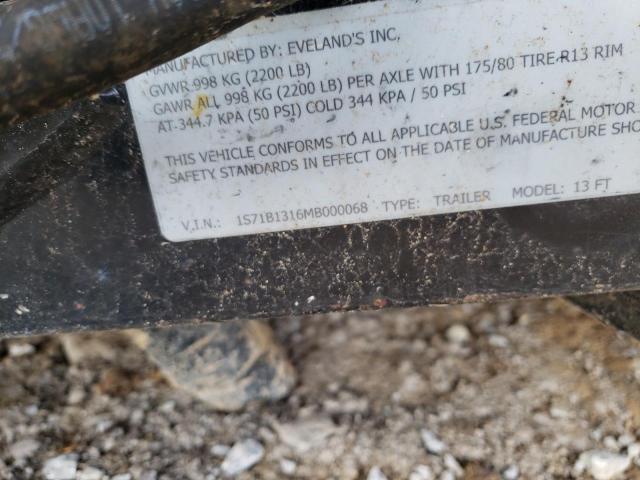 MANUFACTURED BY: EVELAND'S INC.
GVWR 998 KG (2200 LB)
GAWR ALL 998 KG (2200 LB) PER AXLE WITH 175/80 TIRE R13 RIM
AT 344.7 KPA (50 PSI) COLD 344 KPA / 50 PSI
THIS VEHICLE CONFORMS TO ALL APPLICABLE U.S. FEDERAL MOTOR
SAFETY STANDARDS IN EFFECT ON THE DATE OF MANUFACTURE SHO
V.I.N.: 1S71B1316MB000068 TYPE: TRAILER MODEL: 13 FT